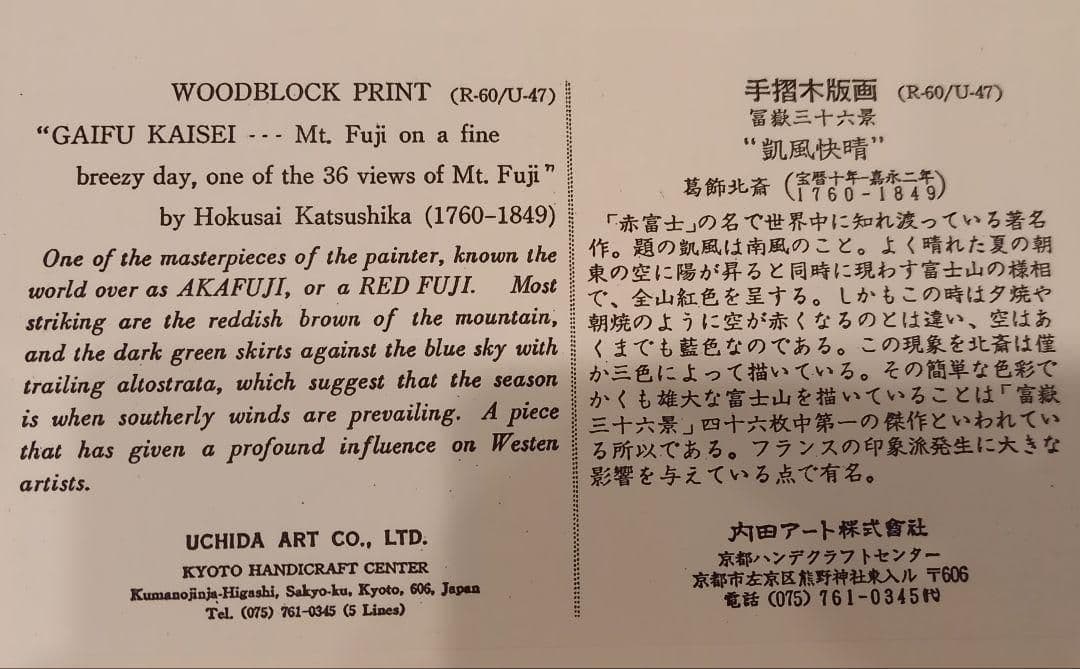 WOODBLOCK PRINT (R-60/U-47)
“GAIFU KAISEI --- Mt. Fuji on a fine
breezy day, one of the 36 views of Mt. Fuji”
by Hokusai Katsushika (1760–1849)
One of the masterpieces of the painter, known the
world over as AKAFUJI, or a RED FUJI. Most
striking are the reddish brown of the mountain,
and the dark green skirts against the blue sky with
trailing altostrata, which suggest that the season
is when southerly winds are prevailing. A piece
that has given a profound influence on Westen
artists.
UCHIDA ART CO., LTD.
KYOTO HANDICRAFT CENTER
Kumanojinja-Higashi, Sakyo-ku, Kyoto, 606, Japan
Tel. (075) 761-0345 (5 Lines)
手摺木版画 (R-60/U-47)
冨嶽三十六景
“凱風快晴”
葛飾北斎 (宝暦十年–嘉永二年
1760-1849)
「赤富士」の名で世界中に知れ渡っている著名
作。題の凱風は南風のこと。よく晴れた夏の朝
東の空に陽が昇ると同時に現わす富士山の様相
で、全山紅色を呈する。しかもこの時は夕焼や
朝焼のように空が赤くなるのとは違い、空はあ
くまでも藍色なのである。この現象を北斎は僅
か三色によって描いている。その簡単な色彩で
かくも雄大な富士山を描いていることは「富嶽
三十六景」四十六枚中第一の傑作といわれてい
る所以である。フランスの印象派発生に大きな
影響を与えている点で有名。
内田アート株式會社
京都ハンデクラフトセンター
京都市左京区熊野神社東入ル 〒606
電話 (075) 761-0345代